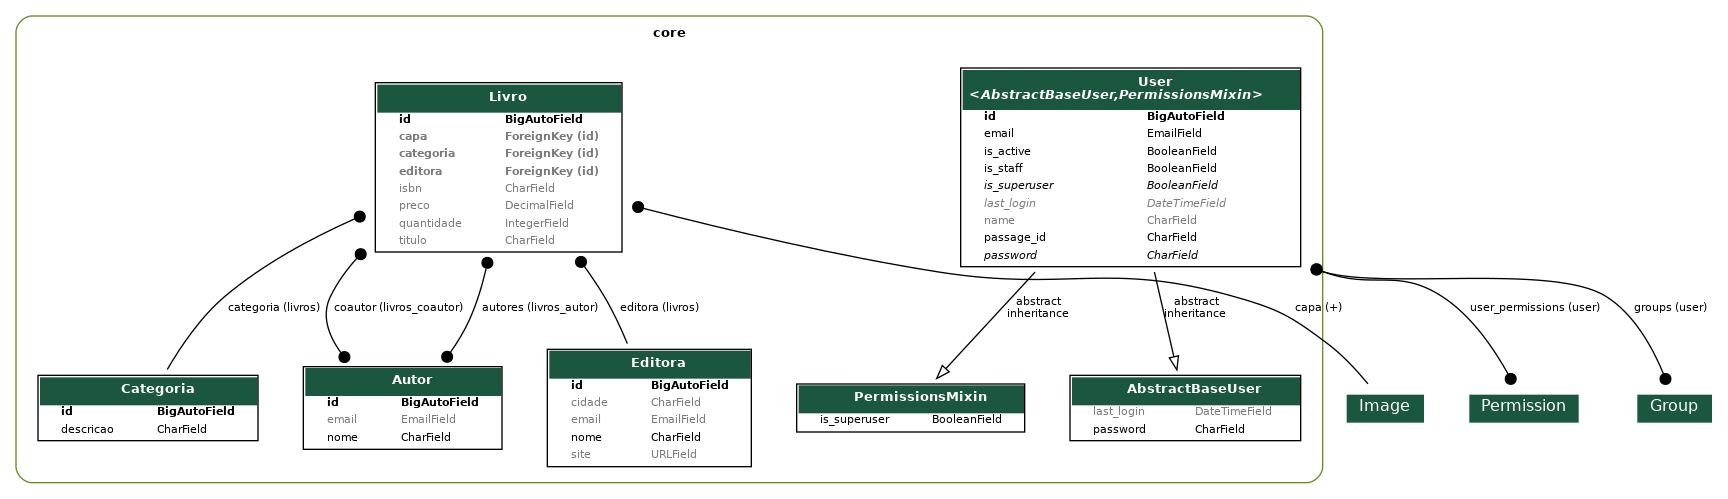 core
Livro
id BigAutoField
capa ForeignKey (id)
categoria ForeignKey (id)
editora ForeignKey (id)
isbn CharField
preco DecimalField
quantidade IntegerField
titulo CharField
User
<AbstractBaseUser,PermissionsMixin>
id BigAutoField
email EmailField
is_active BooleanField
is_staff BooleanField
is_superuser BooleanField
last_login DateTimeField
name CharField
passage_id CharField
password CharField
categoria (livros)
coautor (livros_coautor)
autores (livros_autor)
editora (livros)
abstract
inheritance
abstract
inheritance
capa (+)
user_permissions (user)
groups (user)
Categoria
id BigAutoField
descricao CharField
Autor
id BigAutoField
email EmailField
nome CharField
Editora
id BigAutoField
cidade CharField
email EmailField
nome CharField
site URLField
PermissionsMixin
is_superuser BooleanField
AbstractBaseUser
last_login DateTimeField
password CharField
Image
Permission
Group